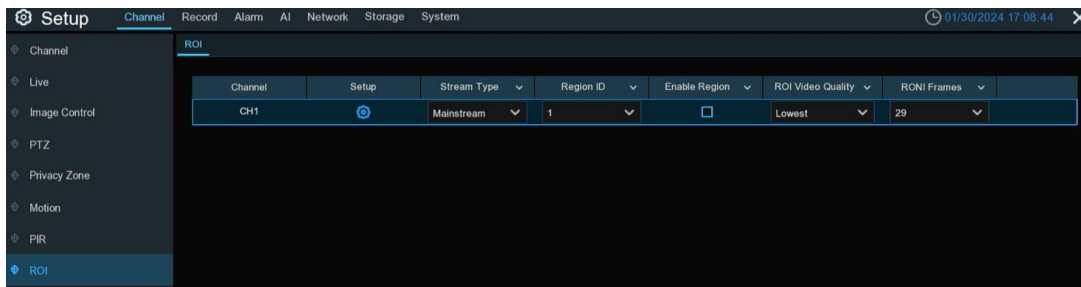 Setup Channel Record Alarm AI Network Storage System 01/30/2024 17:08:44
Channel
Live
Image Control
PTZ
Privacy Zone
Motion
PIR
ROI
ROI
Channel Setup Stream Type Region ID Enable Region ROI Video Quality RONI Frames
CH1 Mainstream 1 Lowest 29